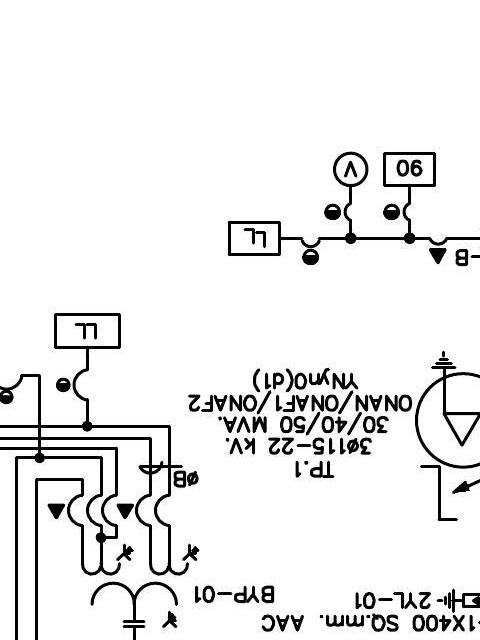 -1X400 SQ.mm. AAC
2YL-01
BYP-01
ØB
TP.1
3Ø115-22 kV.
30/40/50 MVA.
ONAN/ONAF1/ONAF2
YNyn0(d1)
LL
B-
LL
90
V